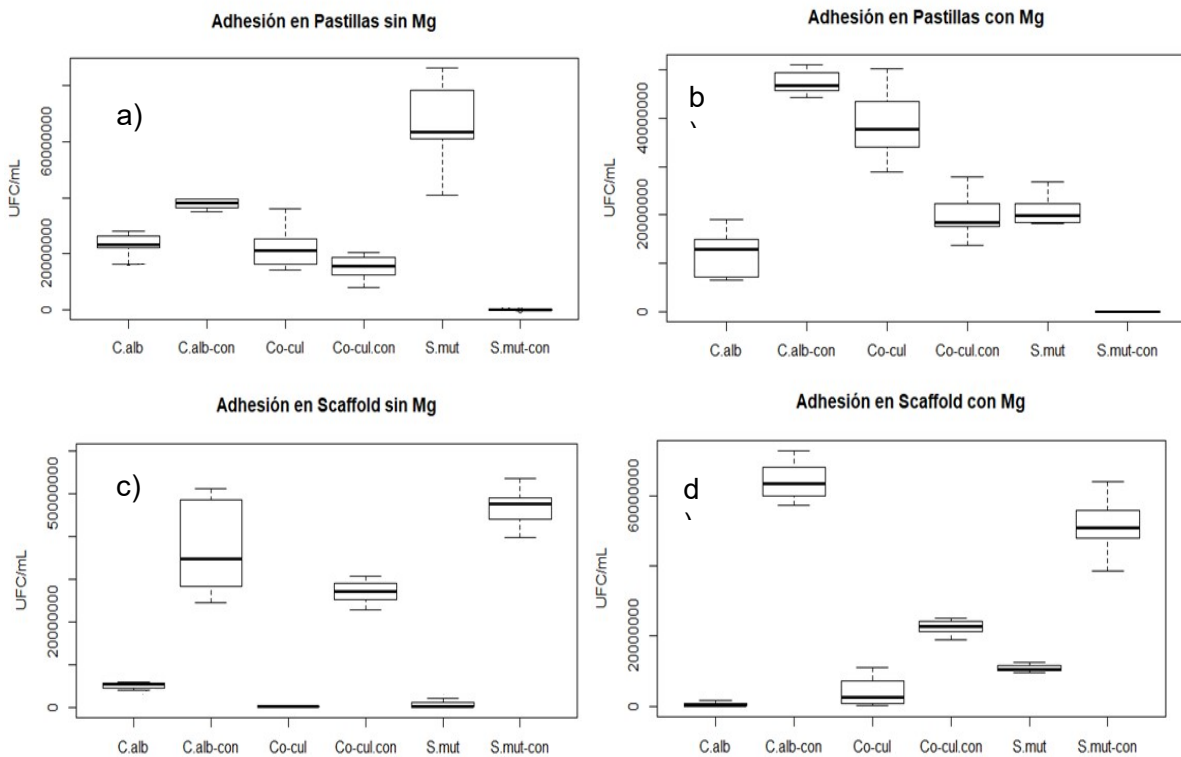 Adhesión en Pastillas sin Mg
a)
UFC/mL
0 20000000 60000000
C.alb C.alb-con Co-cul Co-cul.con S.mut S.mut-con
Adhesión en Pastillas con Mg
b
)
UFC/mL
0 20000000 40000000
C.alb C.alb-con Co-cul Co-cul.con S.mut S.mut-con
Adhesión en Scaffold sin Mg
c)
UFC/mL
0 20000000 50000000
C.alb C.alb-con Co-cul Co-cul.con S.mut S.mut-con
Adhesión en Scaffold con Mg
d
)
UFC/mL
0 20000000 60000000
C.alb C.alb-con Co-cul Co-cul.con S.mut S.mut-con